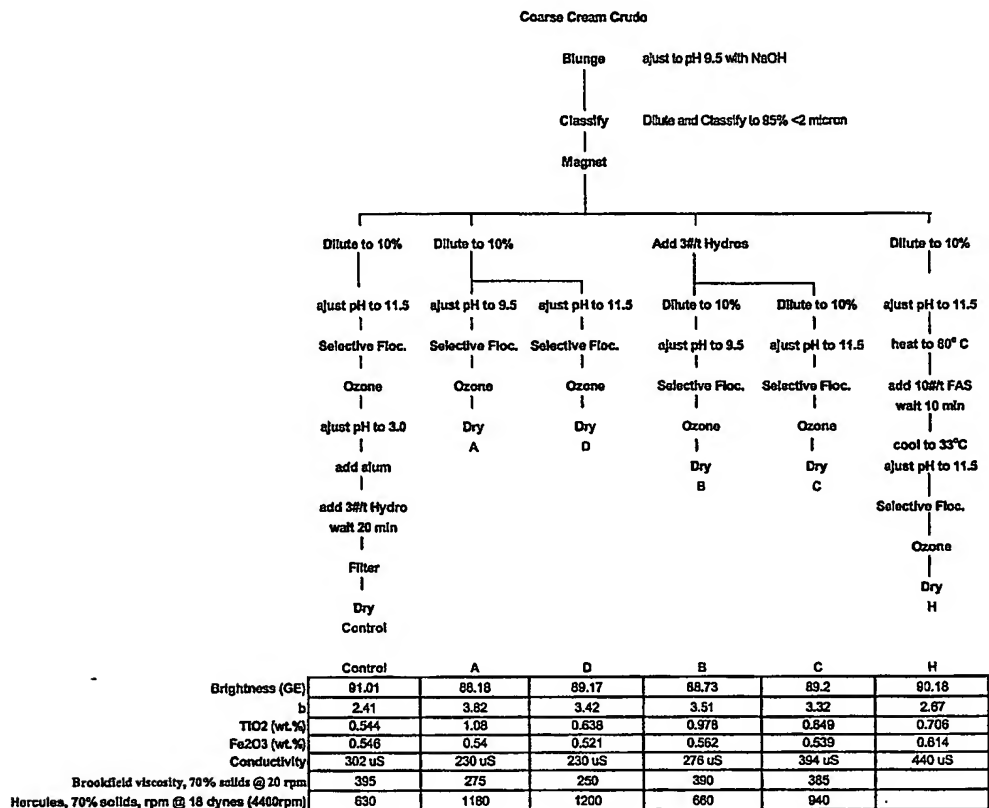 Coarse Cream Crude
Blunge ajust to pH 9.5 with NaOH
Classify Dilute and Classify to 85% <2 micron
Magnet
Dilute to 10% Dilute to 10% Add 3#/t Hydros Dilute to 10%
ajust pH to 11.5 ajust pH to 9.5 ajust pH to 11.5 Dilute to 10% Dilute to 10% ajust pH to 11.5
Selective Floc. Selective Floc. Selective Floc. ajust pH to 9.5 ajust pH to 11.5 heat to 80° C
Ozone Ozone Ozone Selective Floc. Selective Floc. add 10#/t FAS
wait 10 min
ajust pH to 3.0 Dry Dry Ozone Ozone cool to 33°C
A D
add alum Dry Dry ajust pH to 11.5
B C
add 3#/t Hydro Selective Floc.
wait 20 min
Ozone
Filter
Dry
H
Dry
Control
Control A D B C H
Brightness (GE) 91.01 88.18 89.17 88.73 89.2 90.18
b 2.41 3.82 3.42 3.51 3.32 2.67
TiO2 (wt.%) 0.544 1.08 0.638 0.978 0.649 0.706
Fe2O3 (wt.%) 0.546 0.54 0.521 0.562 0.539 0.614
Conductivity 302 uS 230 uS 230 uS 276 uS 394 uS 440 uS
Brookfield viscosity, 70% solids @ 20 rpm 395 275 250 390 385
Hercules, 70% solids, rpm @ 18 dynes (4400rpm) 630 1180 1200 660 940 -